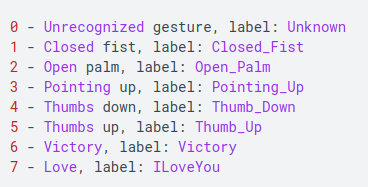 0 - Unrecognized gesture, label: Unknown
1 - Closed fist, label: Closed_Fist
2 - Open palm, label: Open_Palm
3 - Pointing up, label: Pointing_Up
4 - Thumbs down, label: Thumb_Down
5 - Thumbs up, label: Thumb_Up
6 - Victory, label: Victory
7 - Love, label: ILoveYou